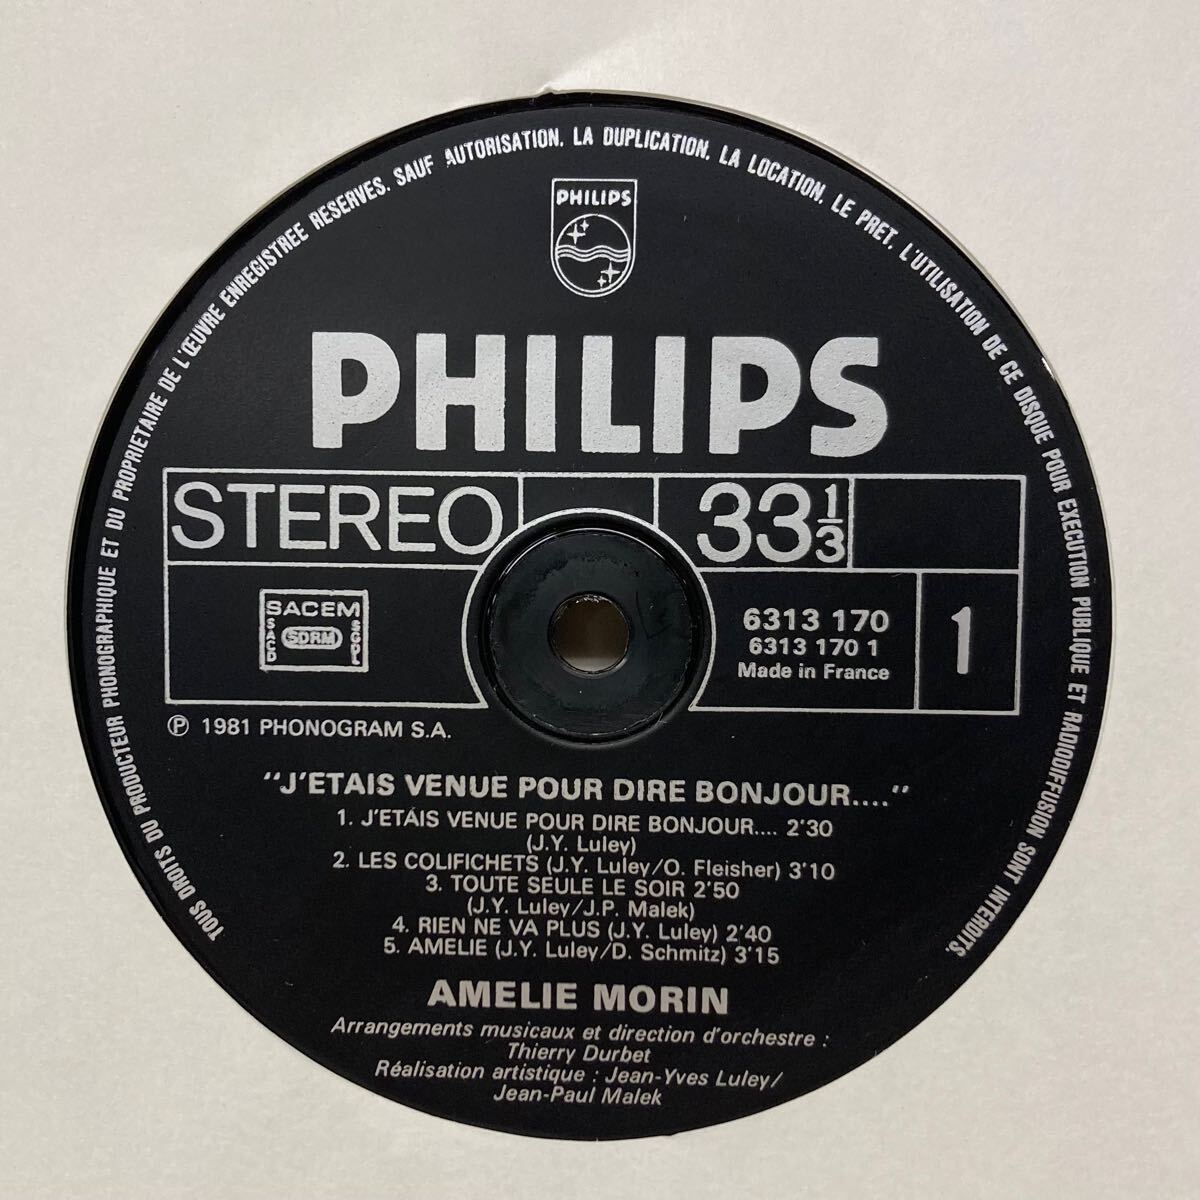 TOUS DROITS DU PRODUCTEUR PHONOGRAPHIQUE ET DU PROPRIETAIRE DE L'ŒUVRE ENREGISTREE RESERVES. SAUF AUTORISATION, LA DUPLICATION, LA LOCATION, LE PRET, L'UTILISATION DE CE DISQUE POUR EXECUTION PUBLIQUE ET RADIODIFFUSION SONT INTERDITS.
PHILIPS
PHILIPS
STEREO
33 1/3
SACEM
SACD
SDRM
SGDL
6313 170
6313 170 1
Made in France
1
℗ 1981 PHONOGRAM S.A.
"J'ETAIS VENUE POUR DIRE BONJOUR...."
1. J'ETAIS VENUE POUR DIRE BONJOUR.... 2'30
(J.Y. Luley)
2. LES COLIFICHETS (J.Y. Luley/O. Fleisher) 3'10
3. TOUTE SEULE LE SOIR 2'50
(J.Y. Luley/J.P. Malek)
4. RIEN NE VA PLUS (J.Y. Luley) 2'40
5. AMELIE (J.Y. Luley/D. Schmitz) 3'15
AMELIE MORIN
Arrangements musicaux et direction d'orchestre :
Thierry Durbet
Réalisation artistique : Jean-Yves Luley/
Jean-Paul Malek